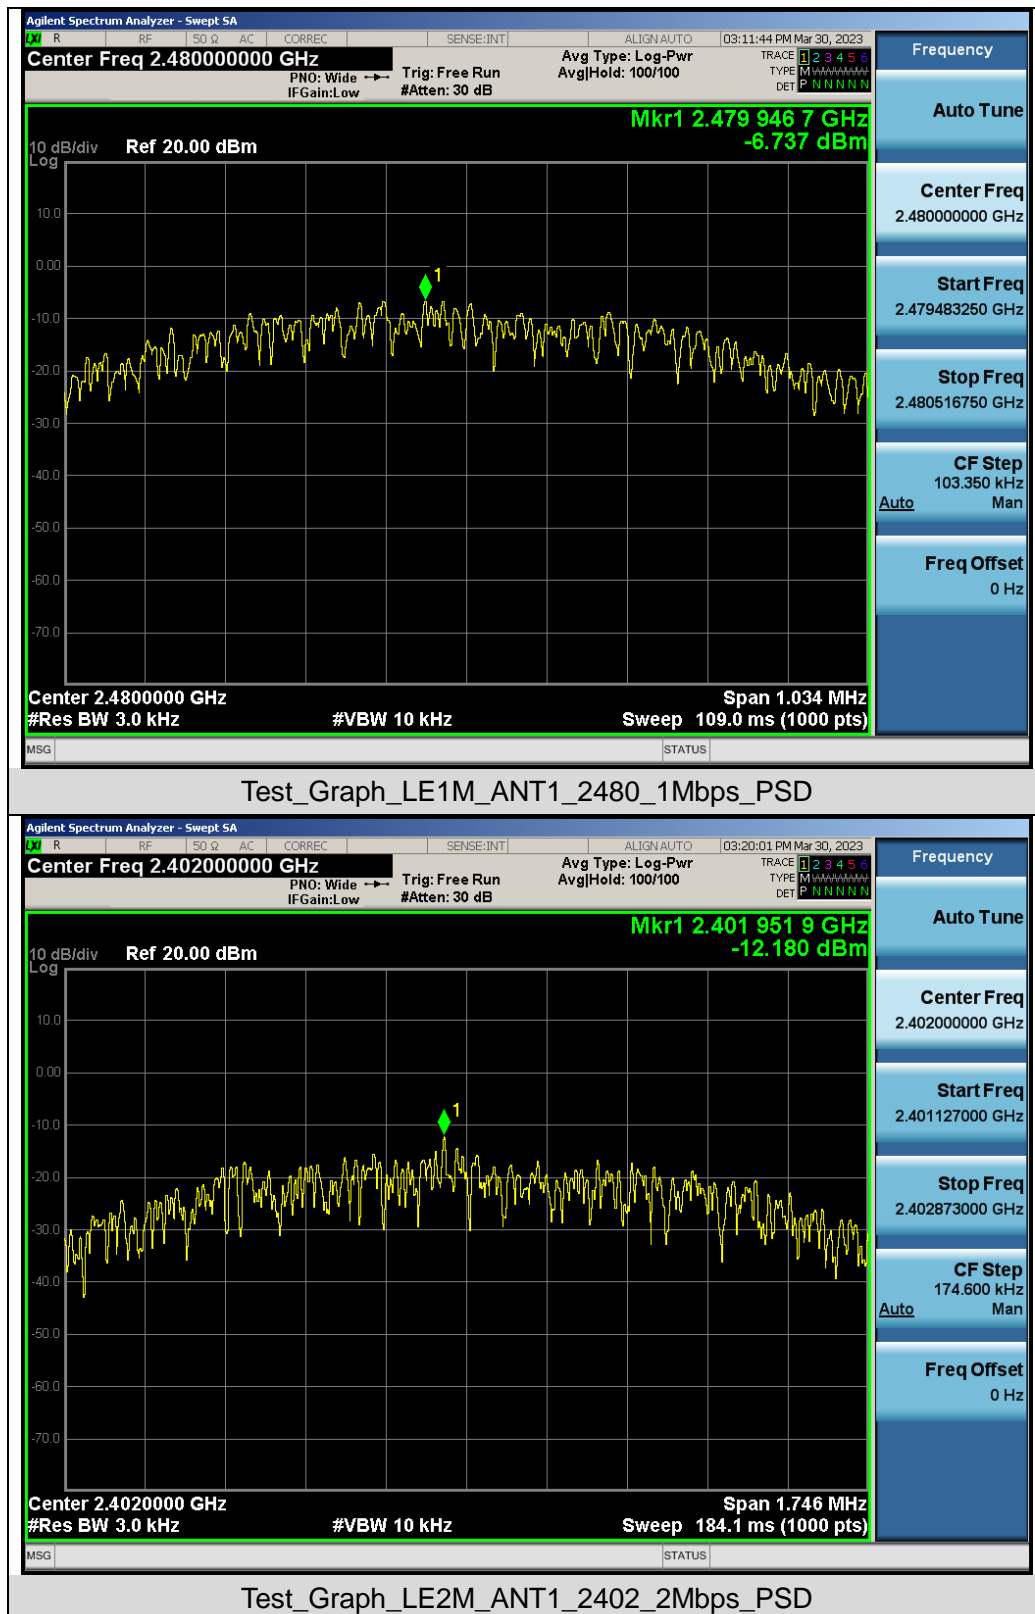 Agilent Spectrum Analyzer - Swept SA
LXI R RF 50 Ω AC CORREC SENSE:INT ALIGN AUTO 03:11:44 PM Mar 30, 2023
Center Freq 2.480000000 GHz
PNO: Wide
IFGain:Low
Trig: Free Run
#Atten: 30 dB
Avg Type: Log-Pwr
Avg|Hold: 100/100
TRACE 1 2 3 4 5 6
TYPE M WWWWW
DET P N N N N N
Mkr1 2.479 946 7 GHz
-6.737 dBm
10 dB/div Ref 20.00 dBm
Log
10.0
0.00
-10.0
-20.0
-30.0
-40.0
-50.0
-60.0
-70.0
1
Center 2.4800000 GHz Span 1.034 MHz
#Res BW 3.0 kHz #VBW 10 kHz Sweep 109.0 ms (1000 pts)
MSG STATUS
Frequency
Auto Tune
Center Freq
2.480000000 GHz
Start Freq
2.479483250 GHz
Stop Freq
2.480516750 GHz
CF Step
103.350 kHz
Auto Man
Freq Offset
0 Hz
Test_Graph_LE1M_ANT1_2480_1Mbps_PSD
Agilent Spectrum Analyzer - Swept SA
LXI R RF 50 Ω AC CORREC SENSE:INT ALIGN AUTO 03:20:01 PM Mar 30, 2023
Center Freq 2.402000000 GHz
PNO: Wide
IFGain:Low
Trig: Free Run
#Atten: 30 dB
Avg Type: Log-Pwr
Avg|Hold: 100/100
TRACE 1 2 3 4 5 6
TYPE M WWWWW
DET P N N N N N
Mkr1 2.401 951 9 GHz
-12.180 dBm
10 dB/div Ref 20.00 dBm
Log
10.0
0.00
-10.0
-20.0
-30.0
-40.0
-50.0
-60.0
-70.0
1
Center 2.4020000 GHz Span 1.746 MHz
#Res BW 3.0 kHz #VBW 10 kHz Sweep 184.1 ms (1000 pts)
MSG STATUS
Frequency
Auto Tune
Center Freq
2.402000000 GHz
Start Freq
2.401127000 GHz
Stop Freq
2.402873000 GHz
CF Step
174.600 kHz
Auto Man
Freq Offset
0 Hz
Test_Graph_LE2M_ANT1_2402_2Mbps_PSD